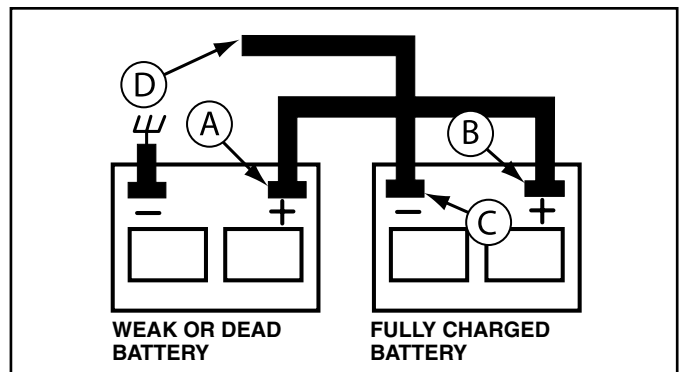 D
A
B
C
− + − +
WEAK OR DEAD
BATTERY
FULLY CHARGED
BATTERY